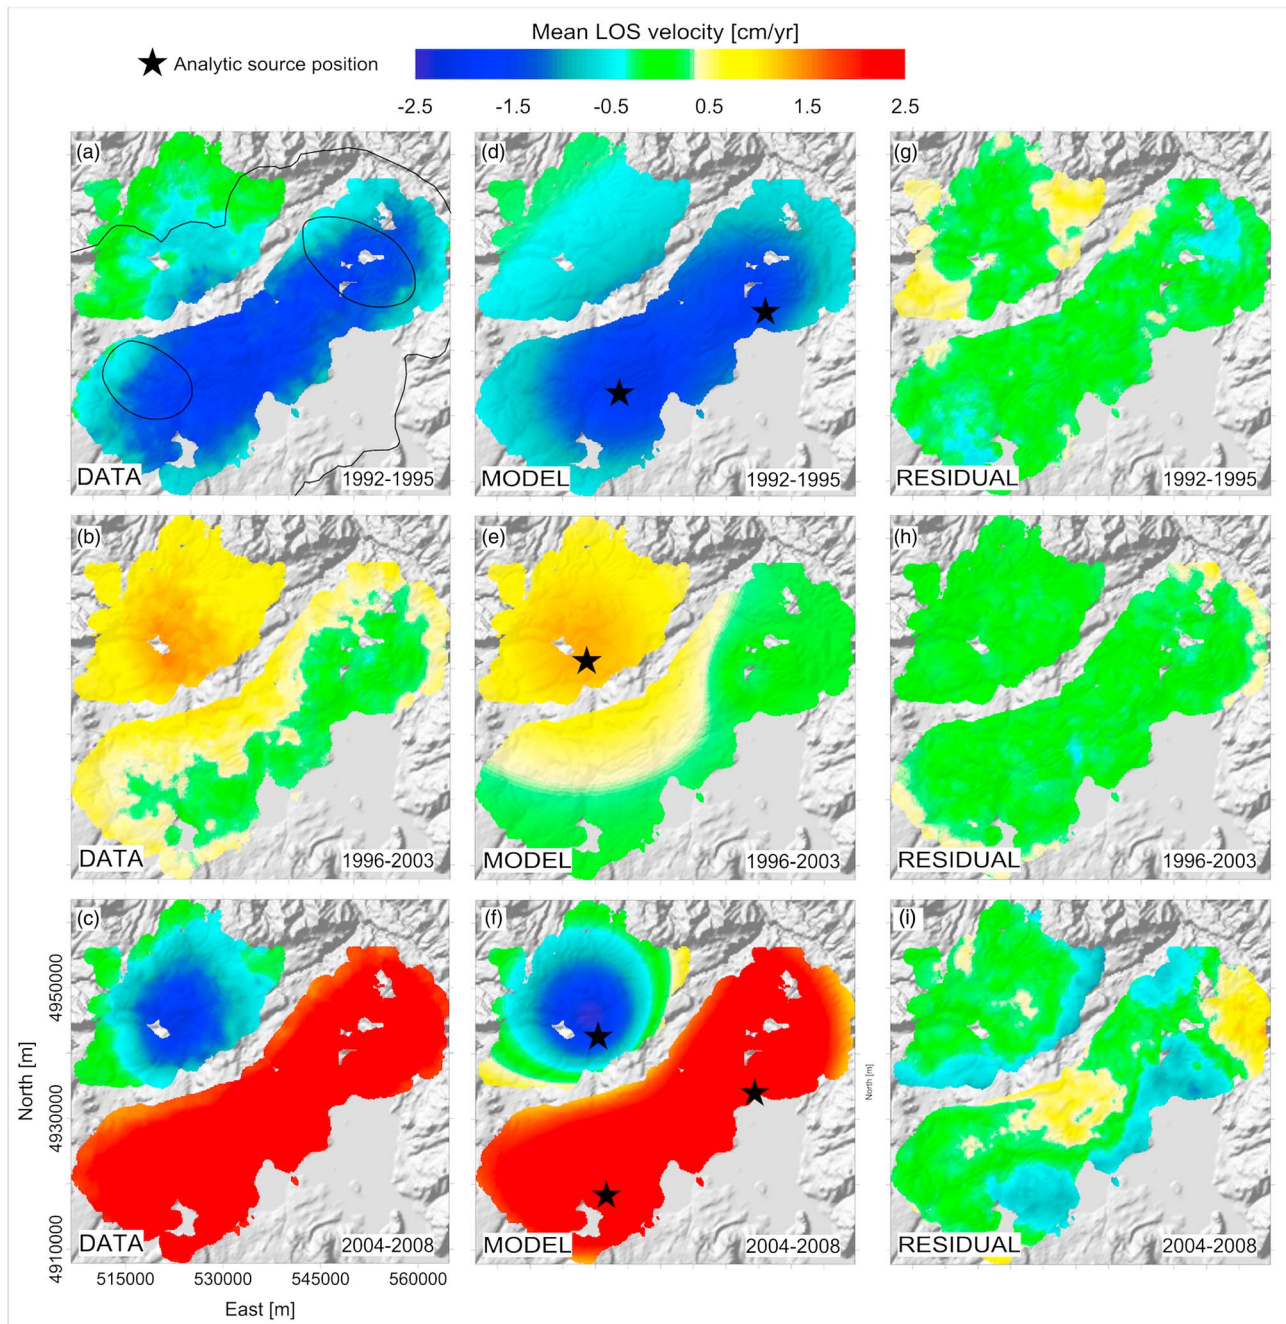 Mean LOS velocity [cm/yr]
★ Analytic source position
-2.5 -1.5 -0.5 0.5 1.5 2.5
(a) (d) (g)
DATA 1992-1995 MODEL 1992-1995 RESIDUAL 1992-1995
(b) (e) (h)
DATA 1996-2003 MODEL 1996-2003 RESIDUAL 1996-2003
(c) (f) (i)
North [m]
4950000
4930000
4910000
North [m]
DATA 2004-2008 MODEL 2004-2008 RESIDUAL 2004-2008
515000 530000 545000 560000
East [m]